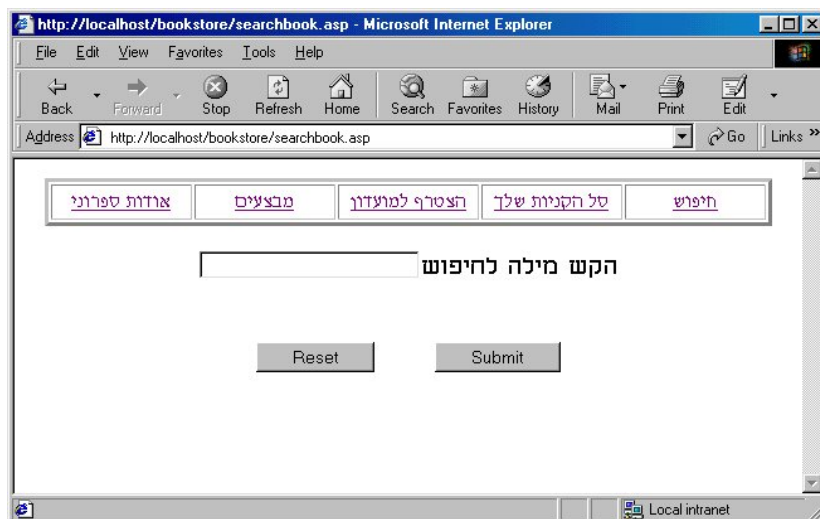 http://localhost/bookstore/searchbook.asp - Microsoft Internet Explorer
File Edit View Favorites Tools Help
Back Forward Stop Refresh Home Search Favorites History Mail Print Edit
Address http://localhost/bookstore/searchbook.asp Go Links »
חיפוש סל הקניות שלך הצטרף למועדון מבצעים אודות ספרוני
הקש מילה לחיפוש
Reset Submit
Local intranet